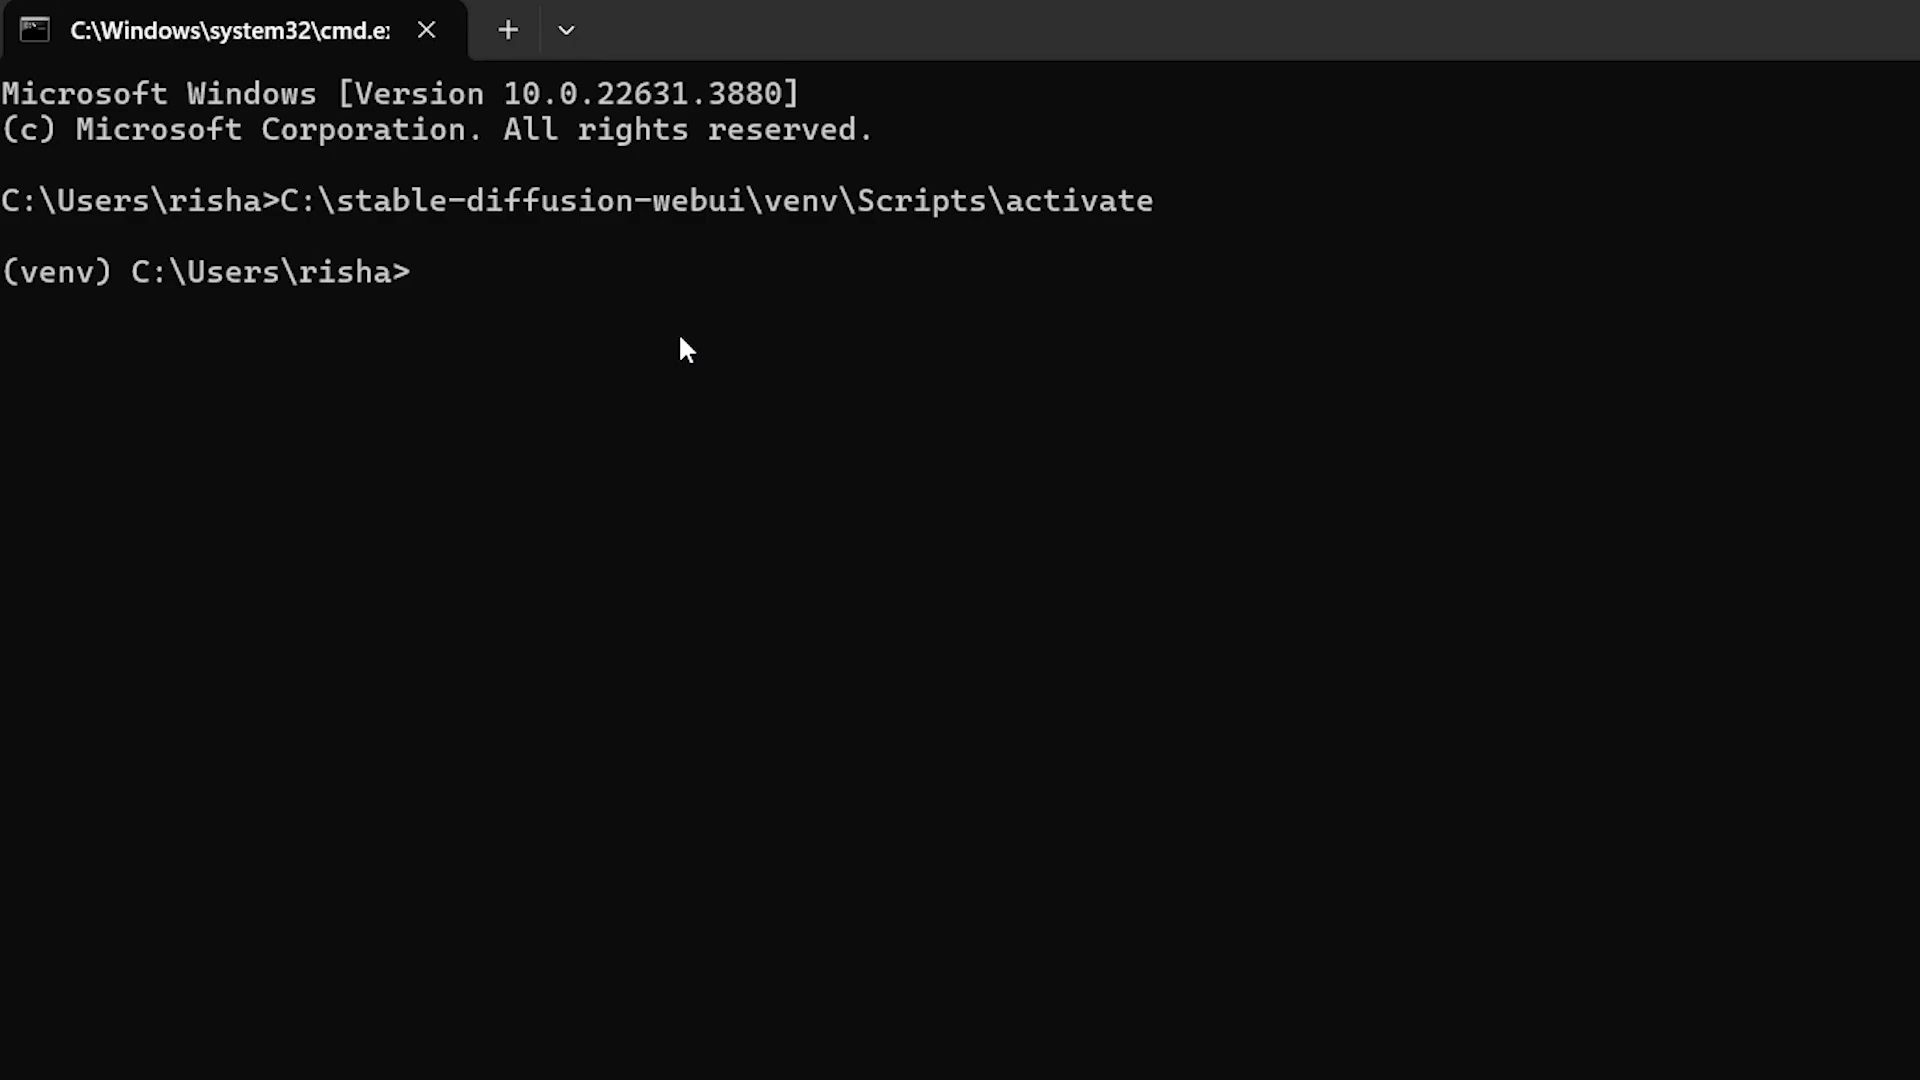 C:\Windows\system32\cmd.e
Microsoft Windows [Version 10.0.22631.3880]
(c) Microsoft Corporation. All rights reserved.
C:\Users\risha>C:\stable-diffusion-webui\venv\Scripts\activate
(venv) C:\Users\risha>